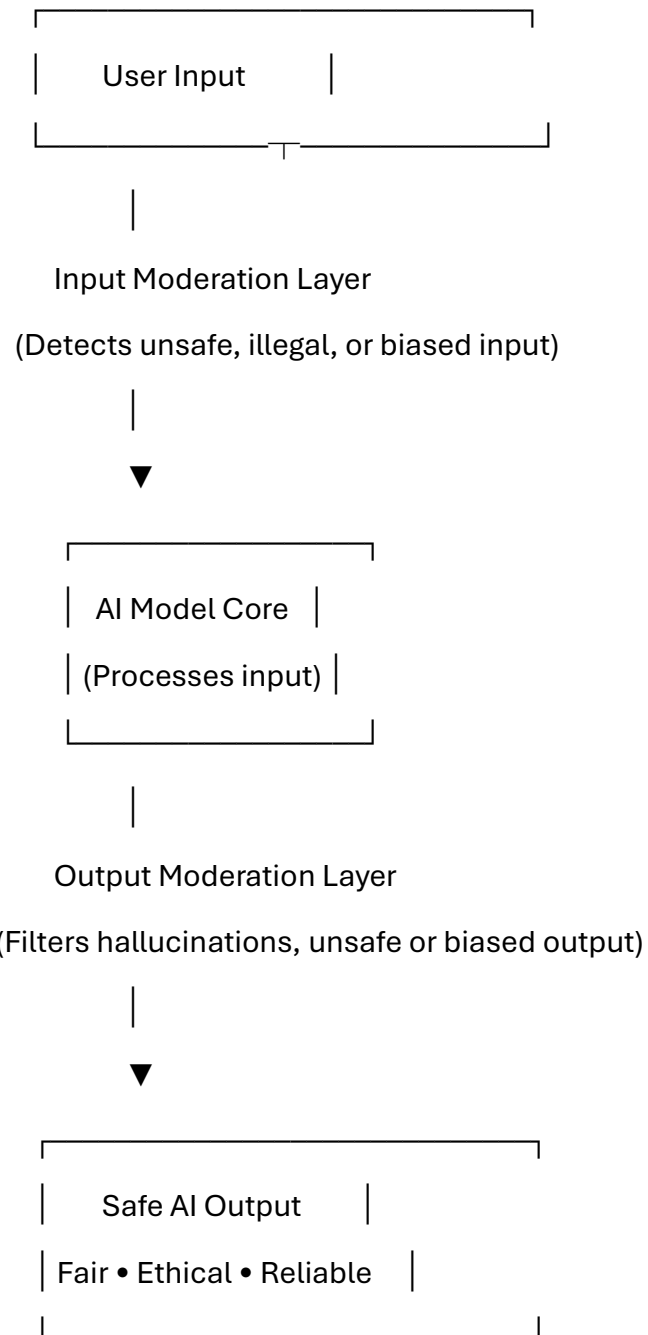 User Input
Input Moderation Layer
(Detects unsafe, illegal, or biased input)
▼
AI Model Core
(Processes input)
Output Moderation Layer
(Filters hallucinations, unsafe or biased output)
▼
Safe AI Output
Fair • Ethical • Reliable